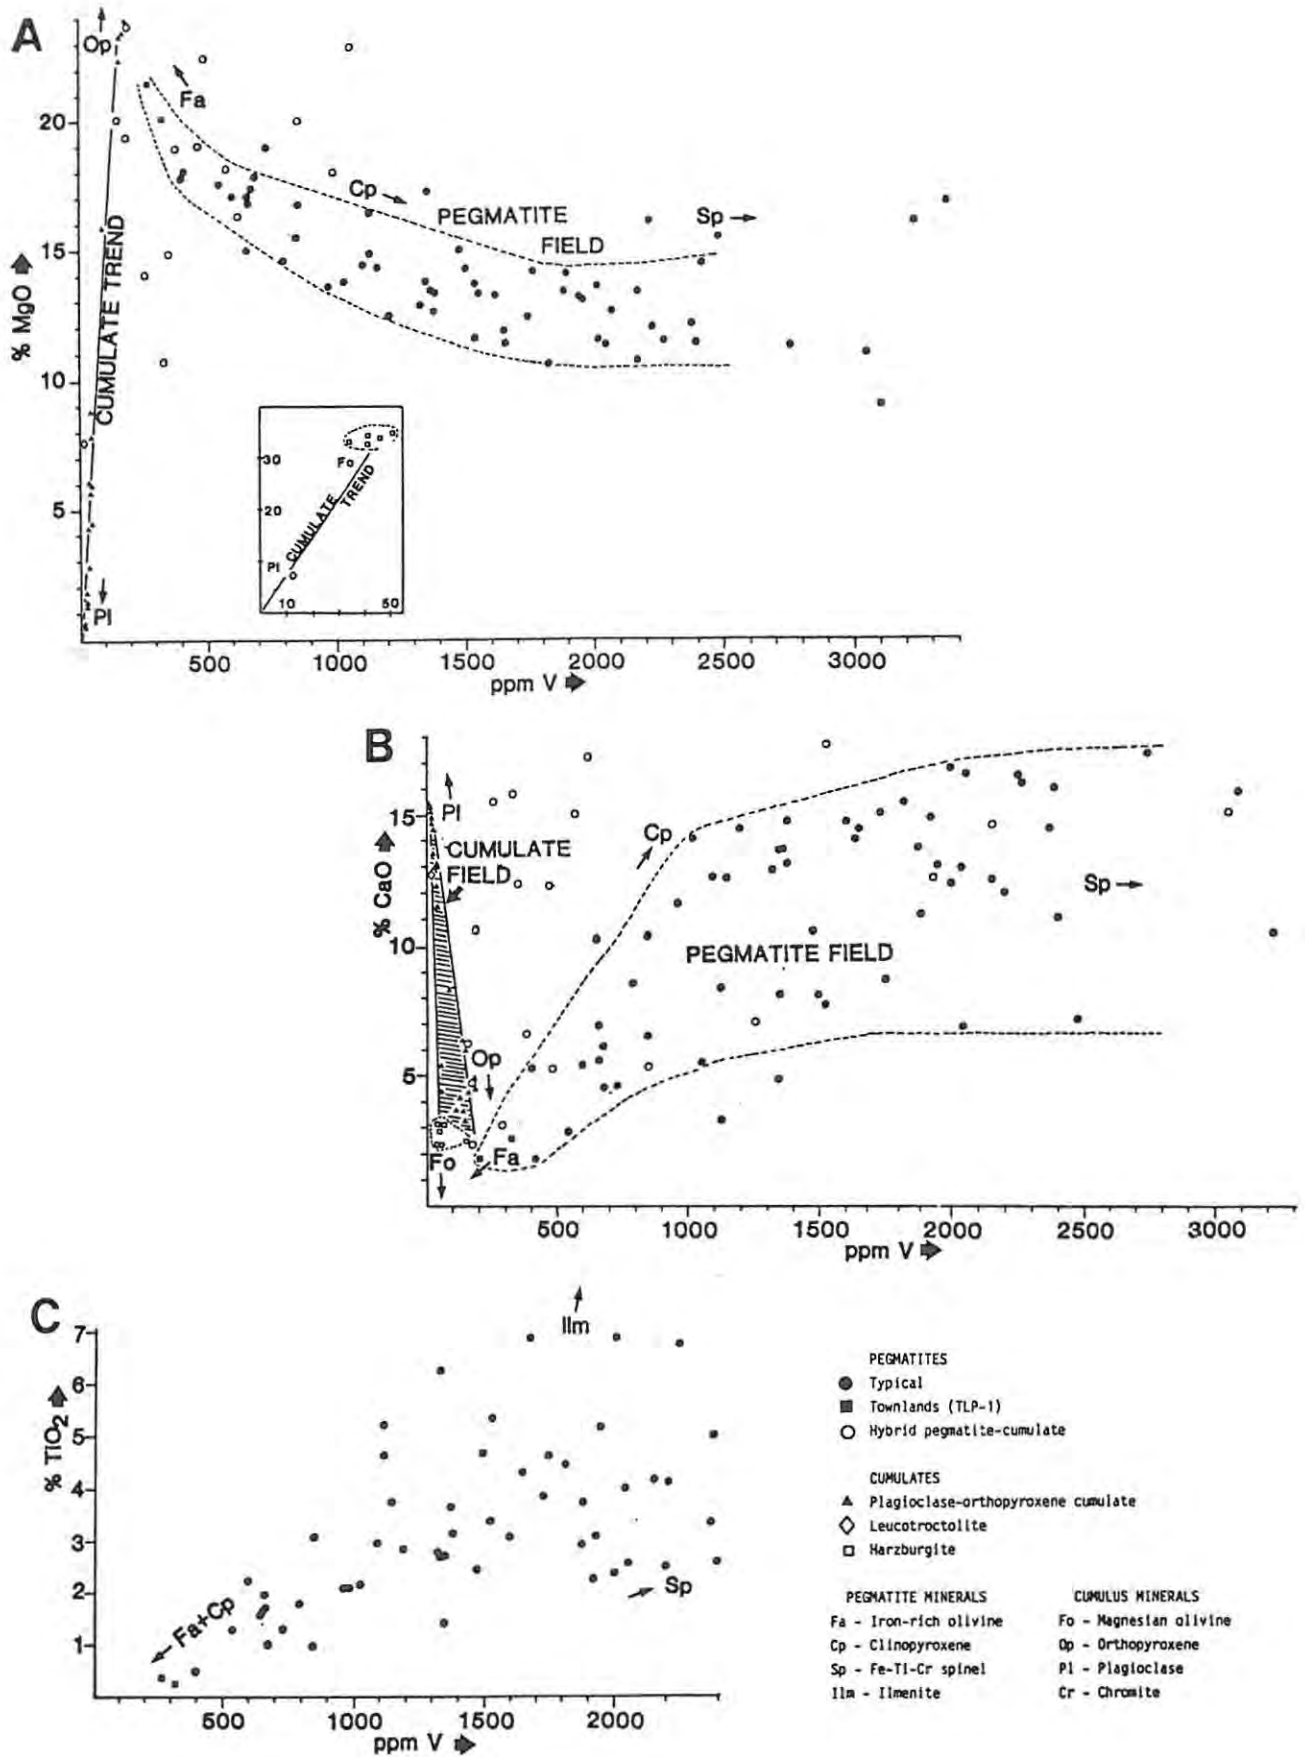 A
Op
Fa
20
Cp
PEGMATITE
FIELD
Sp
15
CUMULATE TREND
% MgO
10
30
Fo
20
CUMULATE
TREND
Pl
10 50
5
Pl
500 1000 1500 2000 2500 3000
ppm V
B
Pl
15
Cp
CUMULATE
FIELD
Sp
% CaO
10
PEGMATITE FIELD
Op
5
Fo
Fa
500 1000 1500 2000 2500 3000
ppm V
C
Ilm
7
6
5
% TIO2
4
3
Sp
2
Fa+Cp
1
500 1000 1500 2000
ppm V
PEGMATITES
Typical
Townlands (TLP-1)
Hybrid pegmatite-cumulate
CUMULATES
Plagioclase-orthopyroxene cumulate
Leucotroctolite
Harzburgite
PEGMATITE MINERALS
Fa - Iron-rich olivine
Cp - Clinopyroxene
Sp - Fe-Ti-Cr spinel
Ilm - Ilmenite
CUMULUS MINERALS
Fo - Magnesian olivine
Op - Orthopyroxene
Pl - Plagioclase
Cr - Chromite